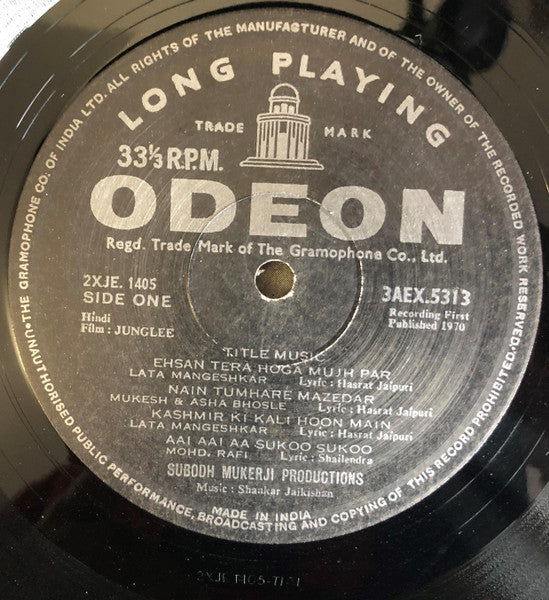 THE GRAMOPHONE CO. OF INDIA LTD. ALL RIGHTS OF THE MANUFACTURER AND OF THE OWNER OF THE RECORDED WORK RESERVED.
UNAUTHORISED PUBLIC PERFORMANCE, BROADCASTING AND COPYING OF THIS RECORD PROHIBITED.
LONG PLAYING
TRADE MARK
33⅓ R.P.M.
ODEON
Regd. Trade Mark of The Gramophone Co., Ltd.
2XJE. 1405
SIDE ONE
3AEX.5313
Hindi
Film : JUNGLEE
Recording First
Published 1970
TITLE MUSIC
EHSAN TERA HOGA MUJH PAR
LATA MANGESHKAR Lyric : Hasrat Jaipuri
NAIN TUMHARE MAZEDAR
MUKESH & ASHA BHOSLE Lyric : Hasrat Jaipuri
KASHMIR KI KALI HOON MAIN
LATA MANGESHKAR Lyric : Hasrat Jaipuri
AAI AAI AA SUKOO SUKOO
MOHD. RAFI Lyric : Shailendra
SUBODH MUKERJI PRODUCTIONS
Music : Shankar Jaikishan
MADE IN INDIA